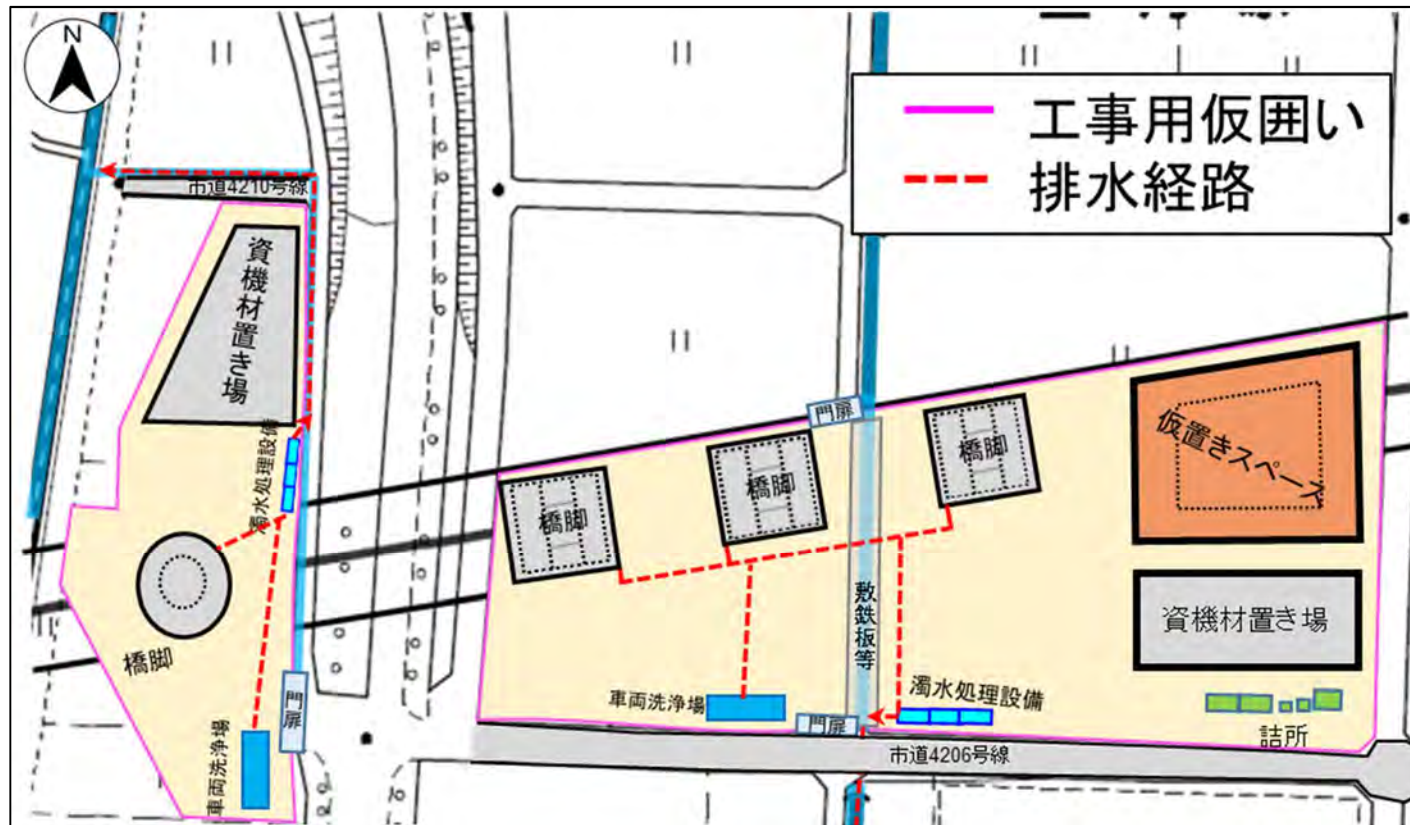 N
工事用仮囲い
排水経路
市道4210号線
資機材置き場
濁水処理設備
橋脚
門扉
車両洗浄場
門扉
橋脚
橋脚
橋脚
仮置きスペース
敷鉄板等
資機材置き場
車両洗浄場
門扉
濁水処理設備
詰所
市道4206号線